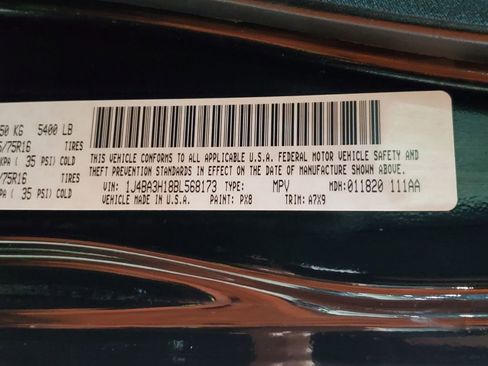 50 KG 5400 LB
/75R16 TIRES
KPA ( 35 PSI) COLD
75R16 TIRES
PA ( 35 PSI) COLD
THIS VEHICLE CONFORMS TO ALL APPLICABLE U.S.A. FEDERAL MOTOR VEHICLE SAFETY AND
THEFT PREVENTION STANDARDS IN EFFECT ON THE DATE OF MANUFACTURE SHOWN ABOVE.
VIN: 1J4BA3H18BL568173 TYPE: MPV MDH:011820 111AA
VEHICLE MADE IN U.S.A. PAINT: PX8 TRIM: A7X9